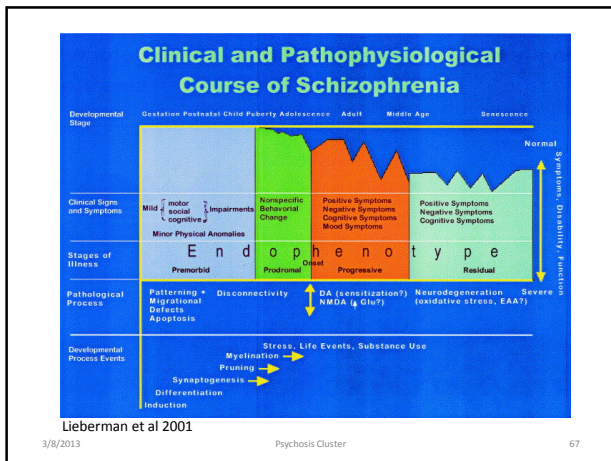 Clinical and Pathophysiological
Course of Schizophrenia
Developmental
Stage
Gestation Postnatal Child Puberty Adolescence Adult Middle Age Senescence
Normal
Symptoms, Disability, Function
Severe
Clinical Signs
and Symptoms
Mild
motor
social
cognitive
Impairments
Minor Physical Anomalies
Nonspecific
Behavorial
Change
Positive Symptoms
Negative Symptoms
Cognitive Symptoms
Mood Symptoms
Positive Symptoms
Negative Symptoms
Cognitive Symptoms
Endophenotype
Stages of
Illness
Premorbid
Prodromal
Onset
Progressive
Residual
Pathological
Process
Patterning +
Migrational
Defects
Apoptosis
Disconnectivity
DA (sensitization?)
NMDA (↓ Glu?)
Neurodegeneration
(oxidative stress, EAA?)
Developmental
Process Events
Stress, Life Events, Substance Use
Myelination
Pruning
Synaptogenesis
Differentiation
Induction
Lieberman et al 2001
3/8/2013 Psychosis Cluster 67